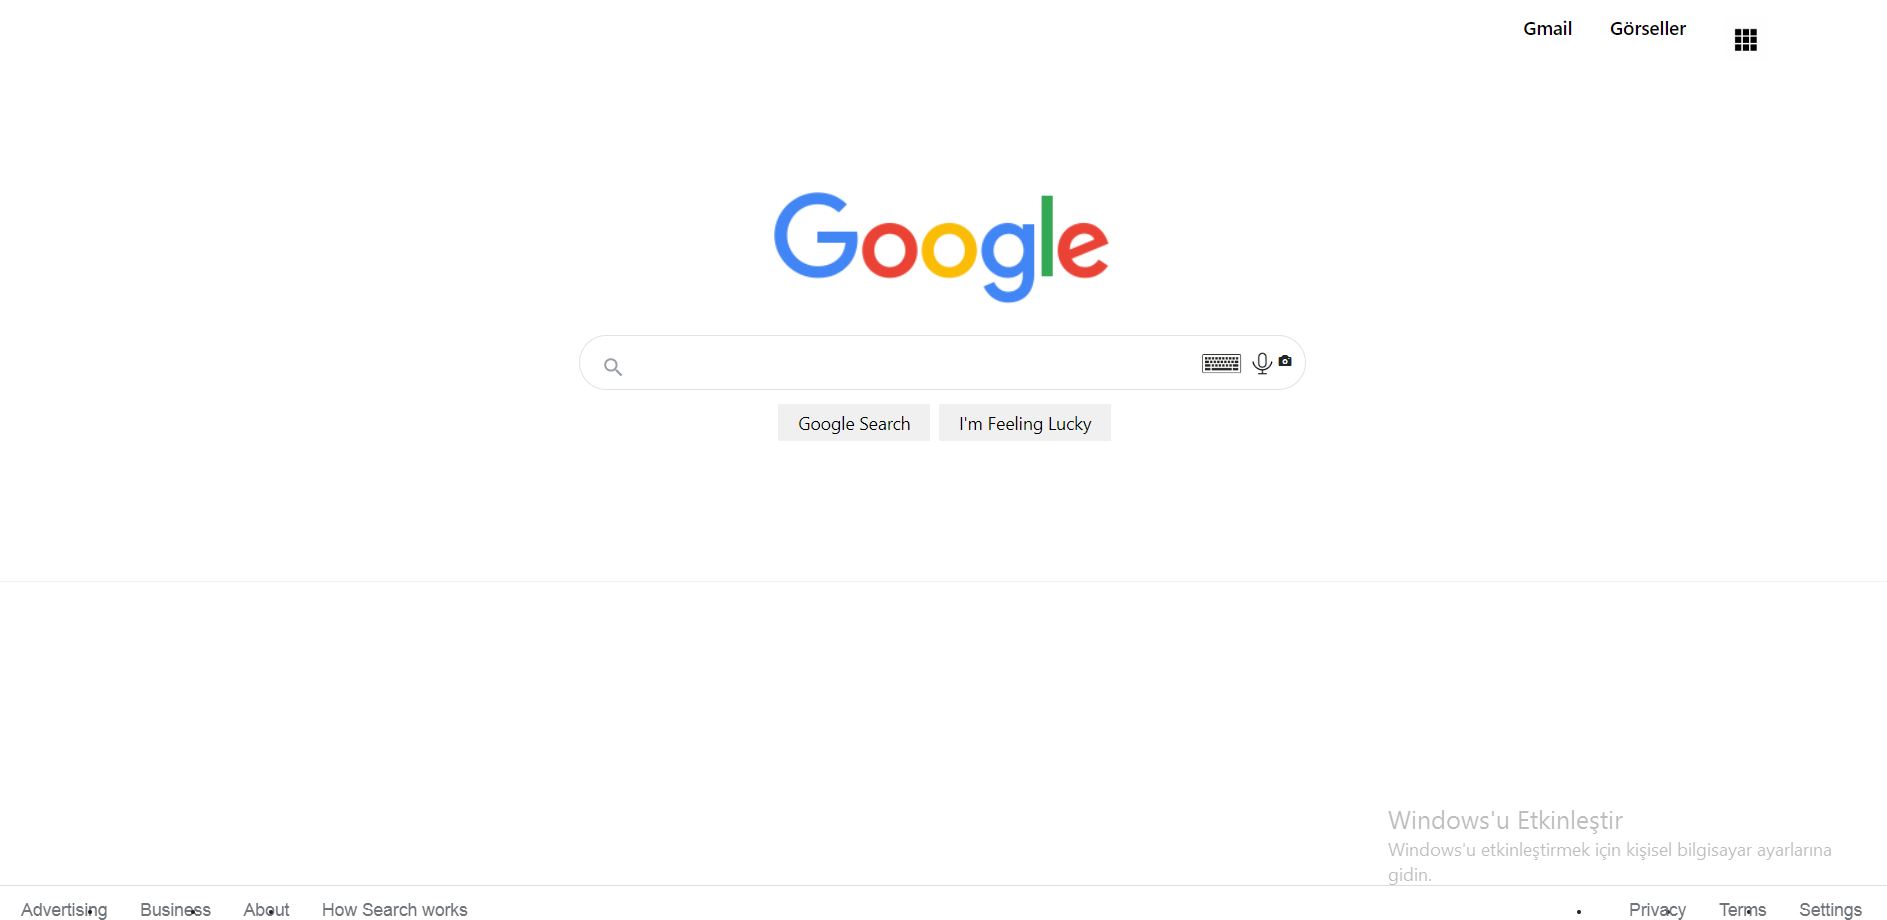 Gmail Görseller
Google
Google Search I'm Feeling Lucky
Windows'u Etkinleştir
Windows'u etkinleştirmek için kişisel bilgisayar ayarlarına
gidin.
Advertising Business About How Search works Privacy Terms Settings